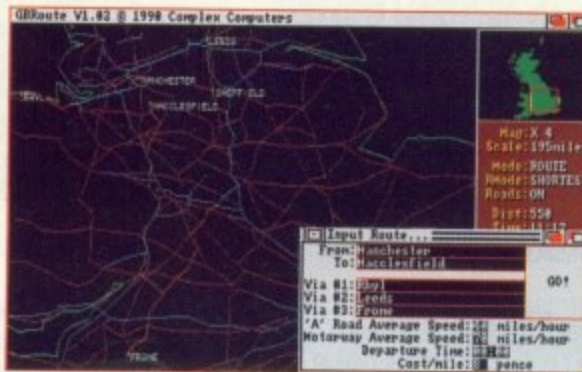 GBRoute V1.02 © 1990 Complex Computers
LEEDS
MANCHESTER
SHEFFIELD
MACCLESFIELD
FROME
Mag:X 4
Scale:195mile
Mode:ROUTE
RMode:SHORTES
Roads:ON
Dist:550
Input Route...
From:Manchester
To:Macclesfield
GO!
Via #1:Rhyl
Via #2:Leeds
Via #3:Frome
'A' Road Average Speed: miles/hour
Motorway Average Speed: miles/hour
Departure Time:
Cost/mile: pense